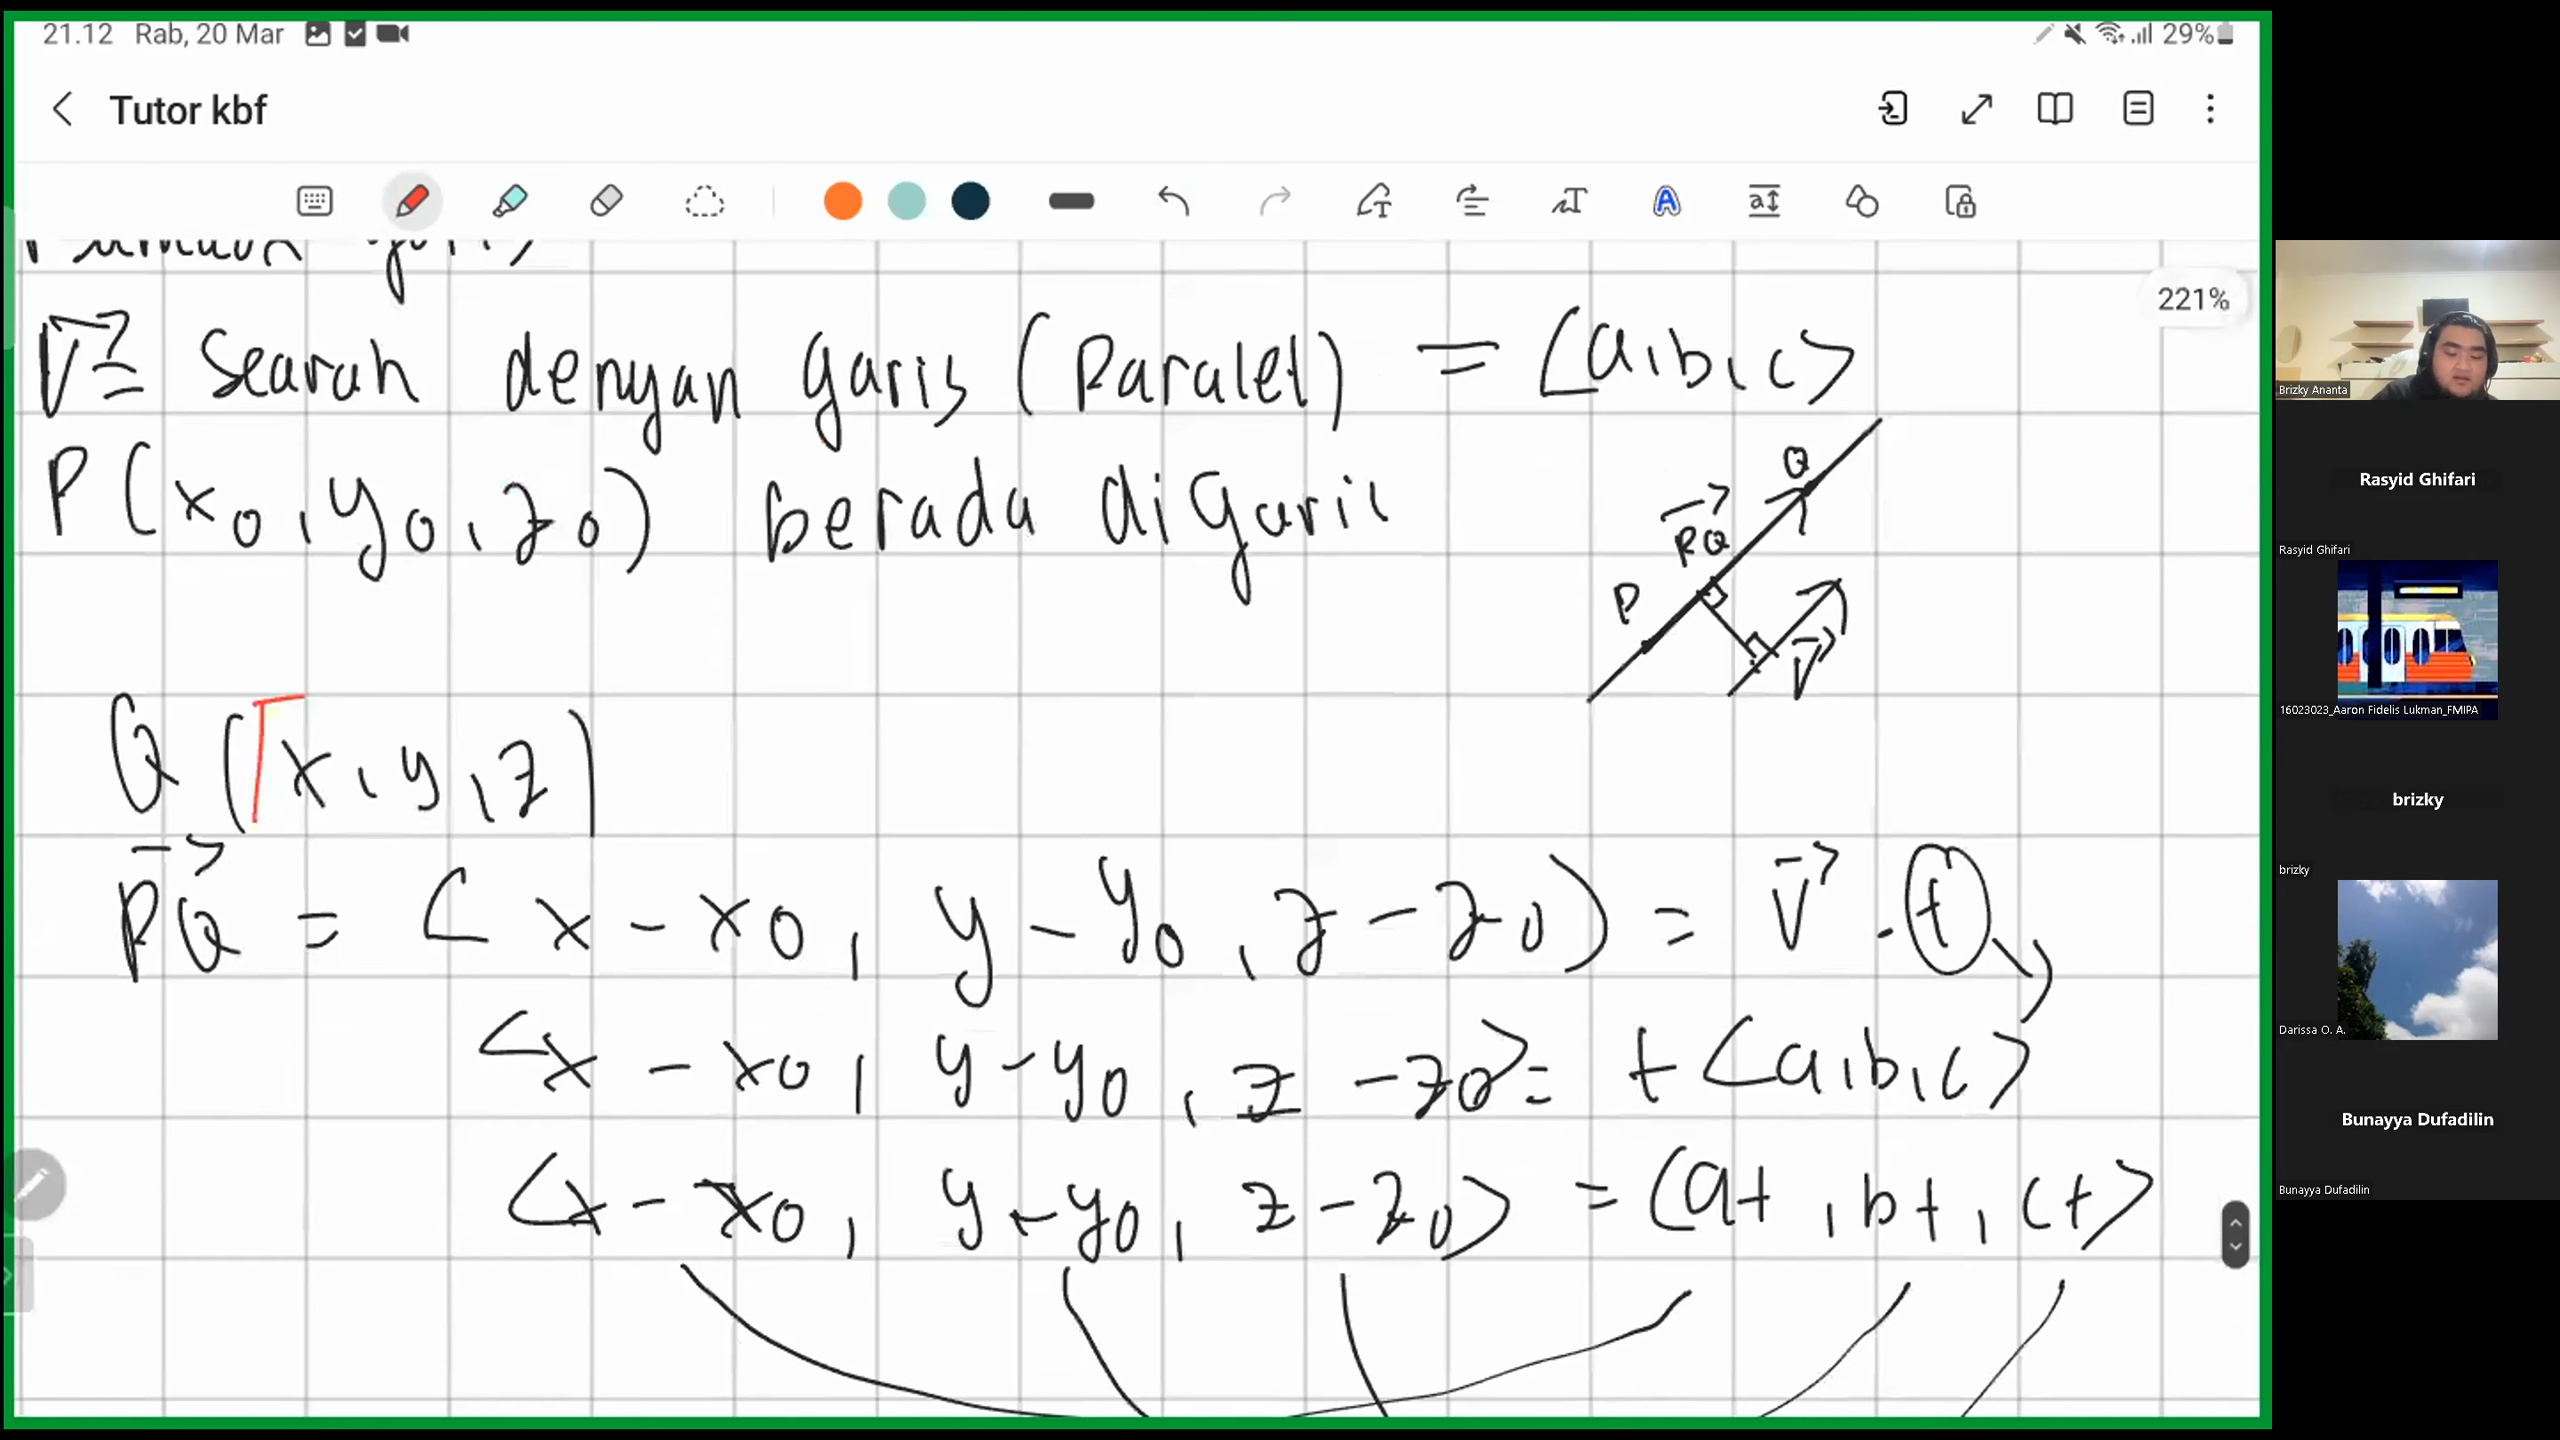 21.12 Rab, 20 Mar 29%
Tutor kbf
221%
V = Searah dengan garis (Paralel) = <a,b,c>
P(x₀,y₀,z₀) berada digaris
Q
PQ
P
V
Q(x,y,z)
PQ = <x-x₀, y-y₀, z-z₀) = V . t
<x-x₀, y-y₀, z-z₀> = t<a,b,c>
<x-x₀, y-y₀, z-z₀> = <at, bt, ct>
Brizky Ananta
Rasyid Ghifari
Rasyid Ghifari
16023023_Aaron Fidelis Lukman_FMIPA
brizky
brizky
Darissa O. A.
Bunayya Dufadilin
Bunayya Dufadilin